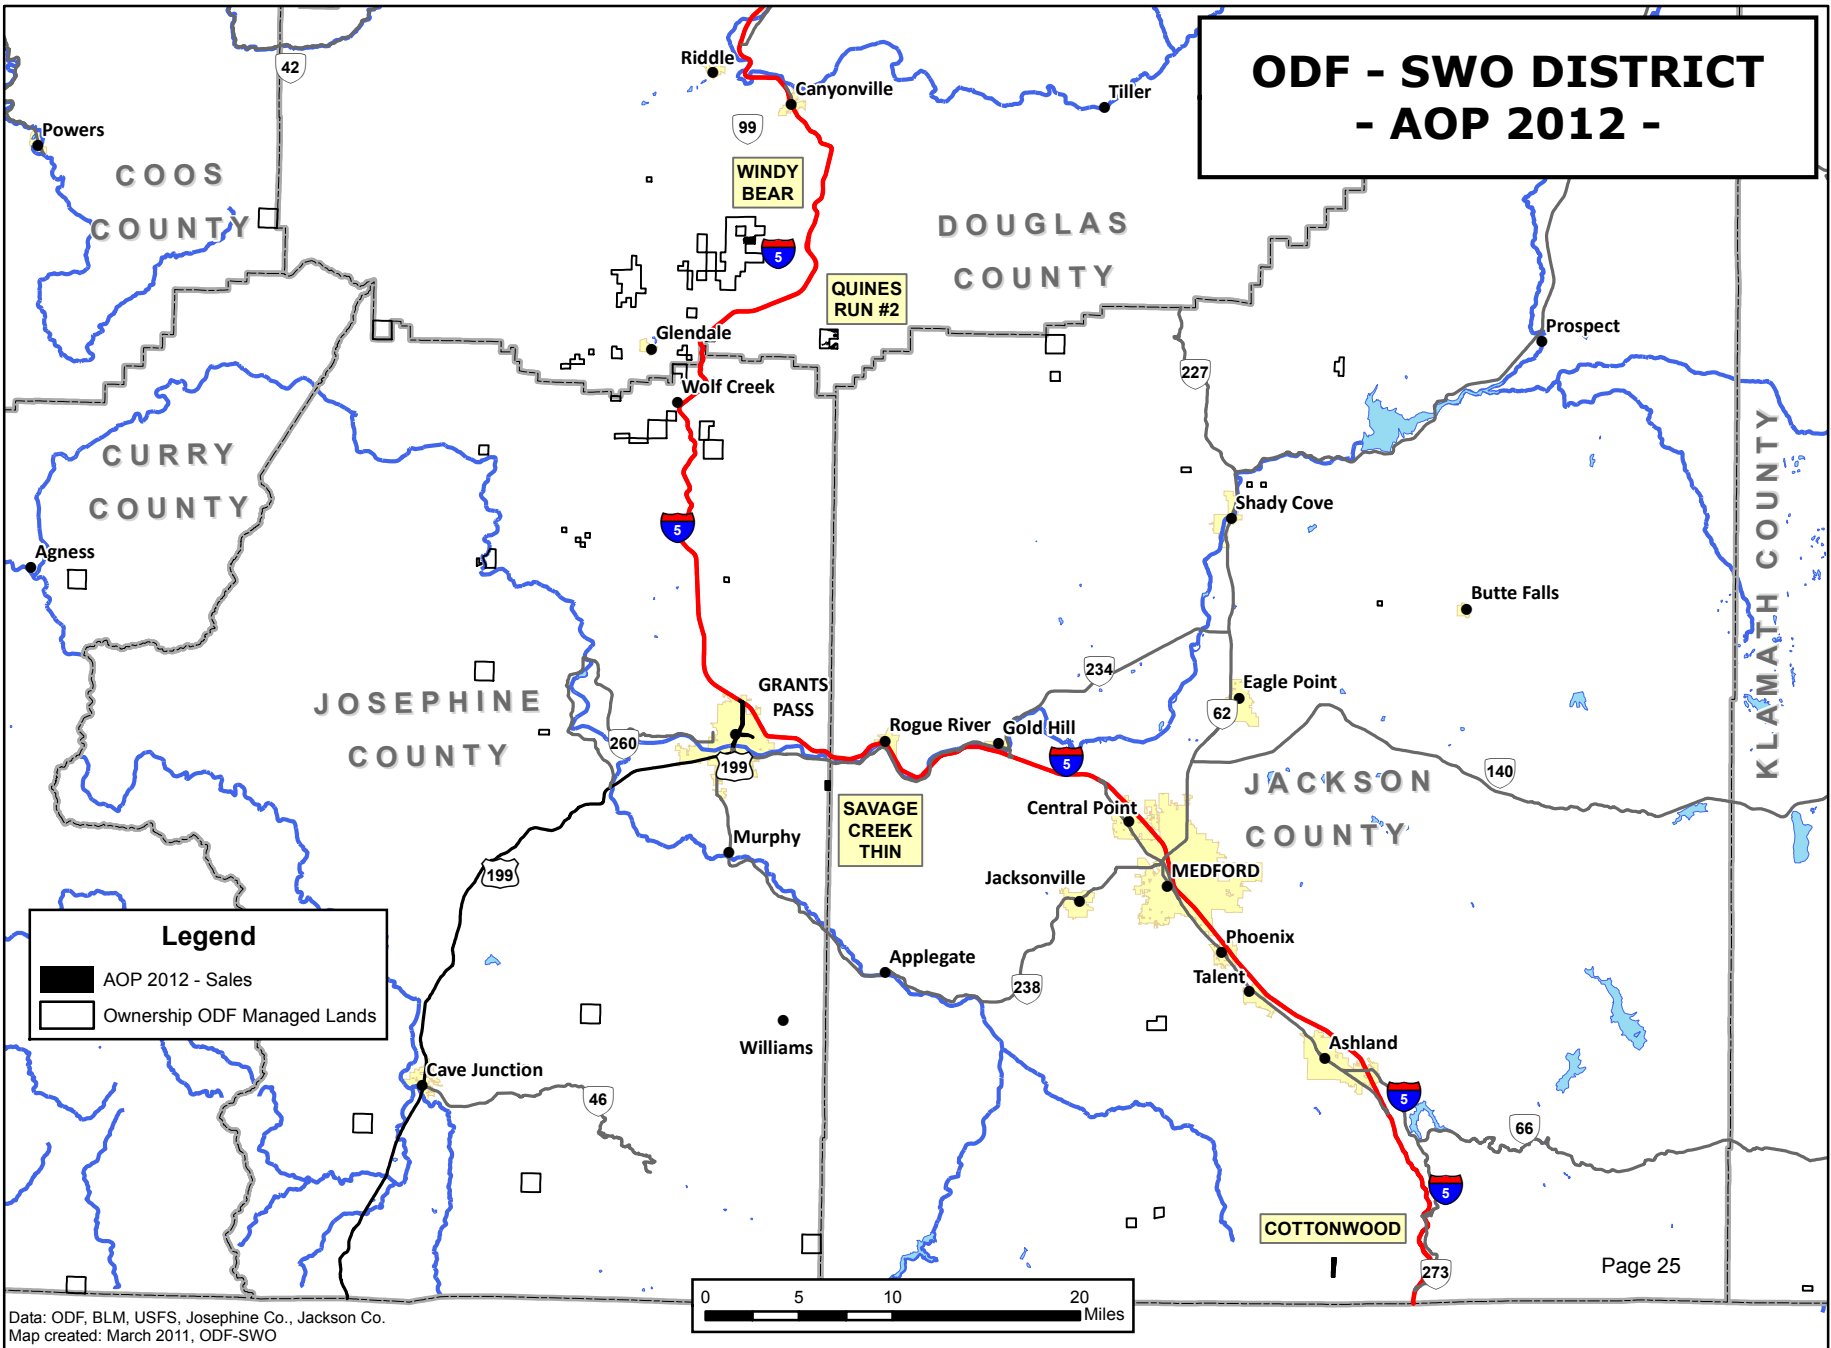 ODF - SWO DISTRICT
- AOP 2012 -
42
Riddle
Canyonville
Tiller
99
Powers
COOS
COUNTY
WINDY
BEAR
DOUGLAS
COUNTY
5
QUINES
RUN #2
Glendale
Prospect
Wolf Creek
227
CURRY
COUNTY
KLAMATH COUNTY
Shady Cove
5
Agness
Butte Falls
234
JOSEPHINE
COUNTY
GRANTS
PASS
Eagle Point
62
Rogue River
Gold Hill
260
199
5
JACKSON
COUNTY
140
SAVAGE
CREEK
THIN
Central Point
Murphy
199
Jacksonville
MEDFORD
Legend
AOP 2012 - Sales
Ownership ODF Managed Lands
Phoenix
Applegate
Talent
238
Williams
Ashland
Cave Junction
46
5
66
5
COTTONWOOD
273
Page 25
0 5 10 20
Miles
Data: ODF, BLM, USFS, Josephine Co., Jackson Co.
Map created: March 2011, ODF-SWO